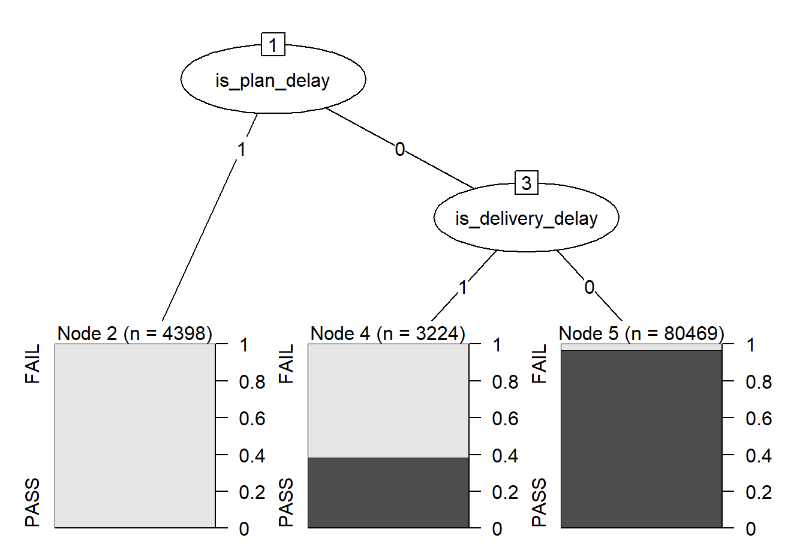 1
is_plan_delay
1
0
3
is_delivery_delay
1
0
Node 2 (n = 4398)
FAIL
PASS
1
0.8
0.6
0.4
0.2
0
Node 4 (n = 3224)
FAIL
PASS
1
0.8
0.6
0.4
0.2
0
Node 5 (n = 80469)
FAIL
PASS
1
0.8
0.6
0.4
0.2
0